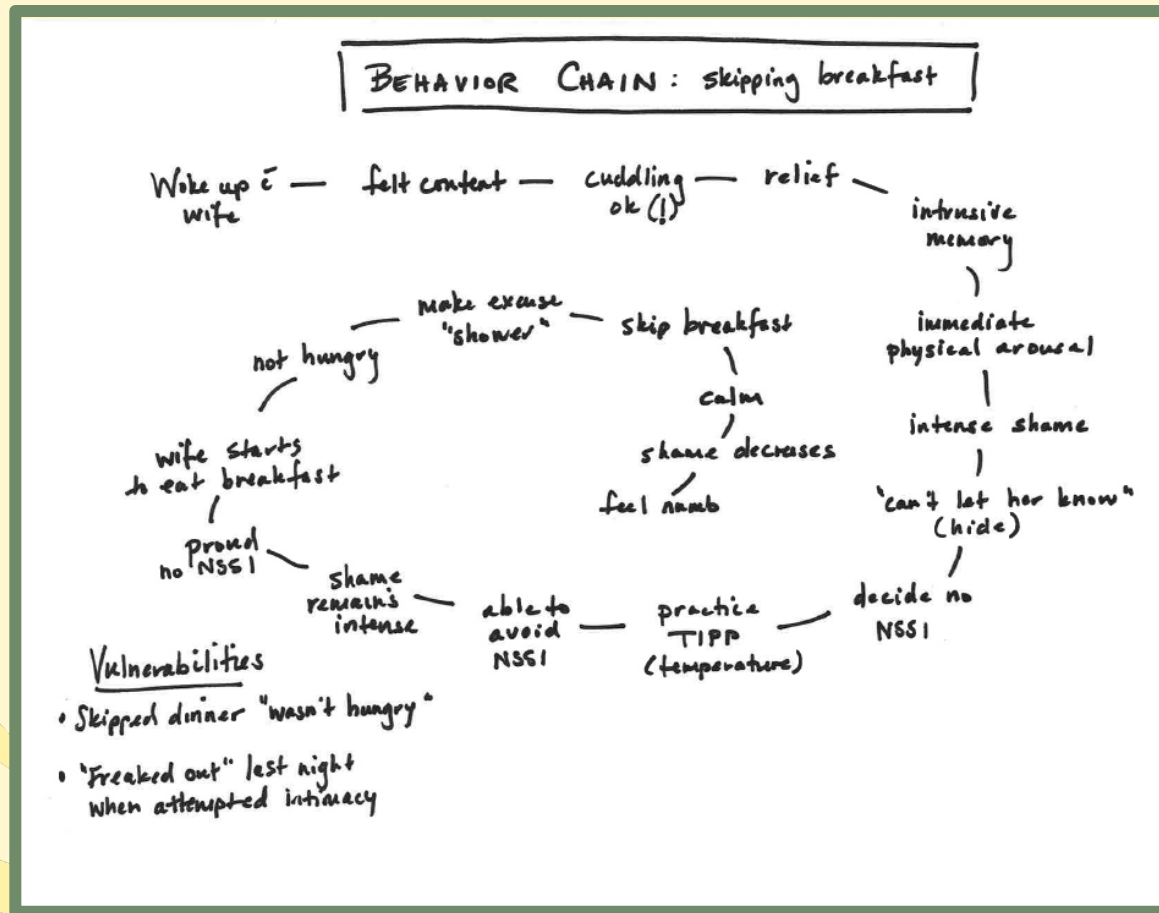 BEHAVIOR CHAIN: skipping breakfast
Woke up c̄
wife
felt content
cuddling
ok (!)
relief
intrusive
memory
immediate
physical arousal
intense shame
"can't let her know"
(hide)
decide no
NSSI
practice
TIPP
(temperature)
able to
avoid
NSSI
shame
remains
intense
proud
no NSSI
wife starts
to eat breakfast
not hungry
make excuse
"shower"
skip breakfast
calm
shame decreases
feel numb
Vulnerabilities
• Skipped dinner "wasn't hungry"
• "Freaked out" last night
when attempted intimacy